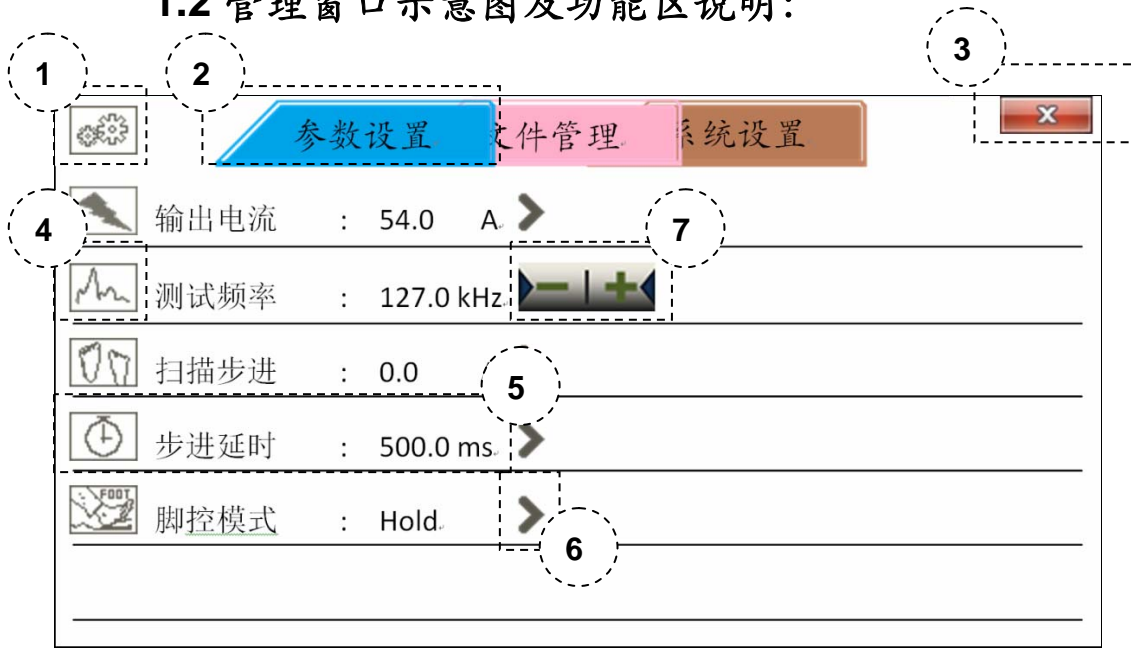 1.2 管理窗口示意图及功能区说明：
1 2 3
参数设置 文件管理 系统设置 x
输出电流 : 54.0 A
4 7
测试频率 : 127.0 kHz
扫描步进 : 0.0
5
步进延时 : 500.0 ms
FOOT
脚控模式 : Hold
6